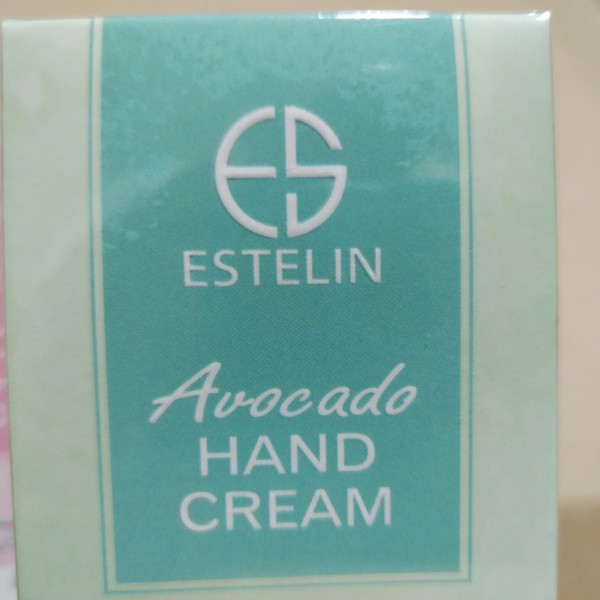 ES
ESTELIN
Avocado
HAND
CREAM